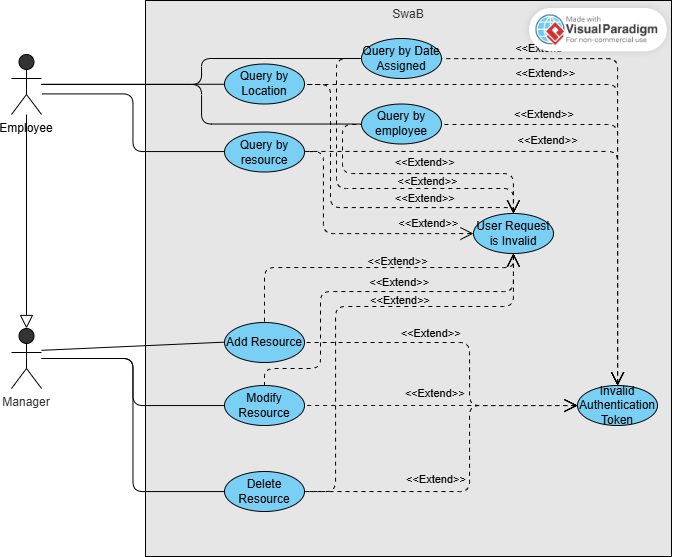 SwaB
Made with
VisualParadigm
For non-commercial use
Query by Date
Assigned
<<Extend>>
Query by
Location
<<Extend>>
Employee
Query by
employee
<<Extend>>
Query by
resource
<<Extend>>
<<Extend>>
<<Extend>>
<<Extend>>
<<Extend>>
User Request
is Invalid
<<Extend>>
<<Extend>>
<<Extend>>
Add Resource
<<Extend>>
Manager
Modify
Resource
<<Extend>>
Invalid
Authentication
Token
Delete
Resource
<<Extend>>